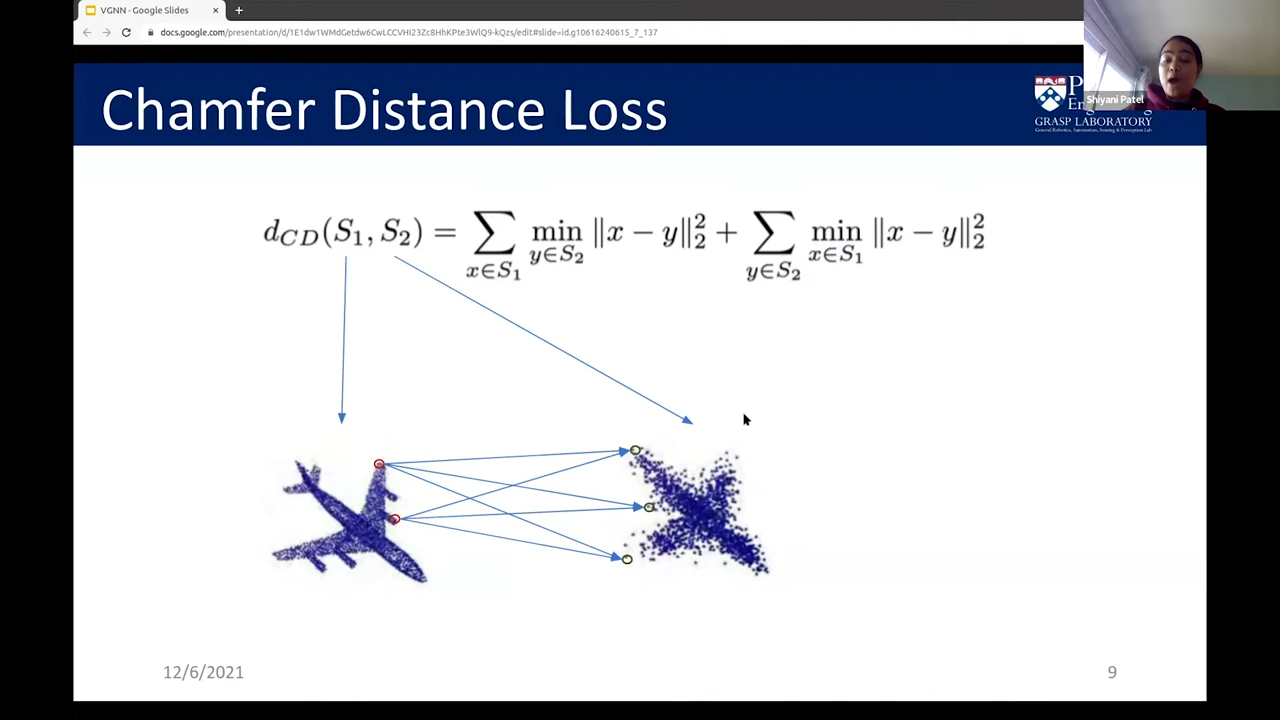 VGNN - Google Slides
docs.google.com/presentation/d/1E1dw1WMdGetdw6CwLCCVHI23Zc8HhKPte3WlQ9-kQzs/edit#slide=id.g10616240615_7_137
Shiyani Patel
Chamfer Distance Loss
GRASP LABORATORY
General Robotics, Automation, Sensing & Perception Lab
d_{CD}(S_1, S_2) = \sum_{x \in S_1} \min_{y \in S_2} \|x - y\|_2^2 + \sum_{y \in S_2} \min_{x \in S_1} \|x - y\|_2^2
12/6/2021
9